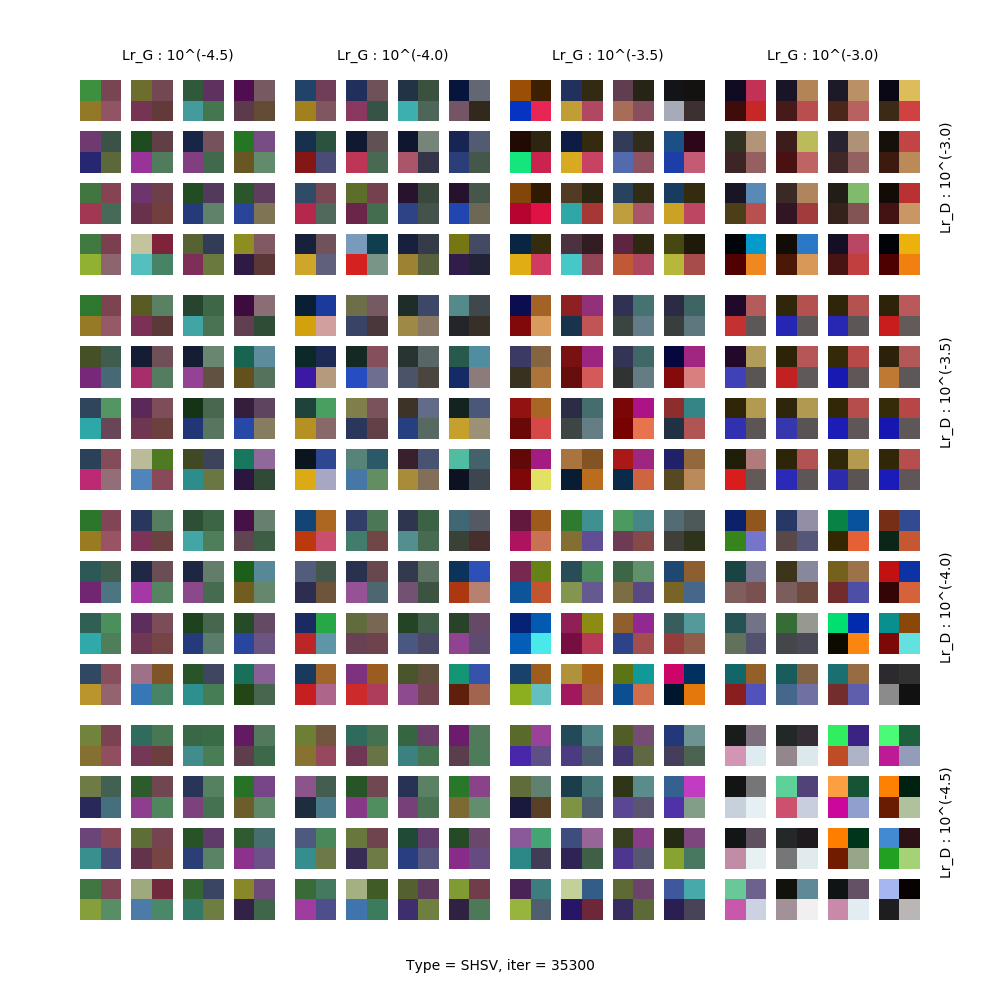 Lr_G : 10^(-4.5)
Lr_G : 10^(-4.0)
Lr_G : 10^(-3.5)
Lr_G : 10^(-3.0)
Lr_D : 10^(-3.0)
Lr_D : 10^(-3.5)
Lr_D : 10^(-4.0)
Lr_D : 10^(-4.5)
Type = SHSV, iter = 35300